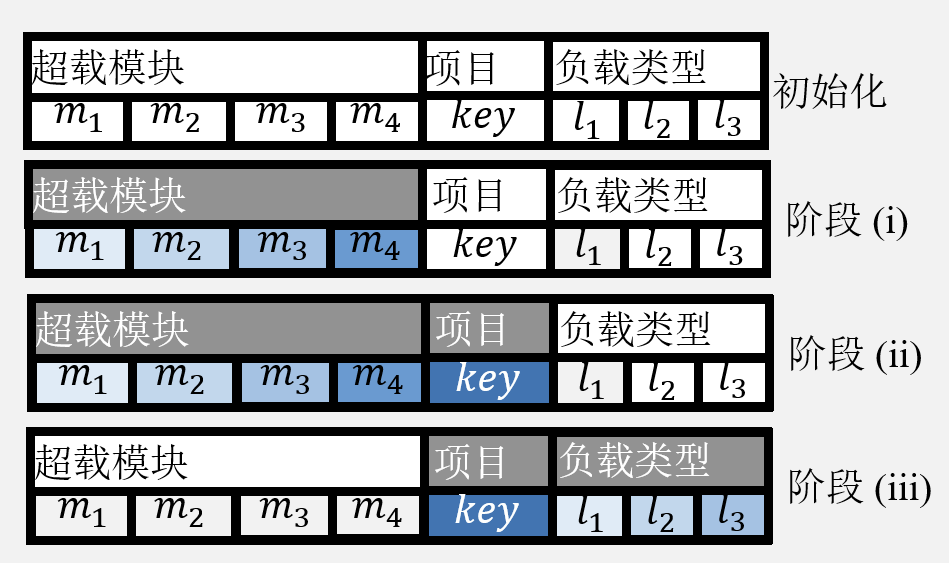 超载模块 项目 负载类型 初始化
m₁ m₂ m₃ m₄ key l₁ l₂ l₃
超载模块 项目 负载类型 阶段 (i)
m₁ m₂ m₃ m₄ key l₁ l₂ l₃
超载模块 项目 负载类型 阶段 (ii)
m₁ m₂ m₃ m₄ key l₁ l₂ l₃
超载模块 项目 负载类型 阶段 (iii)
m₁ m₂ m₃ m₄ key l₁ l₂ l₃